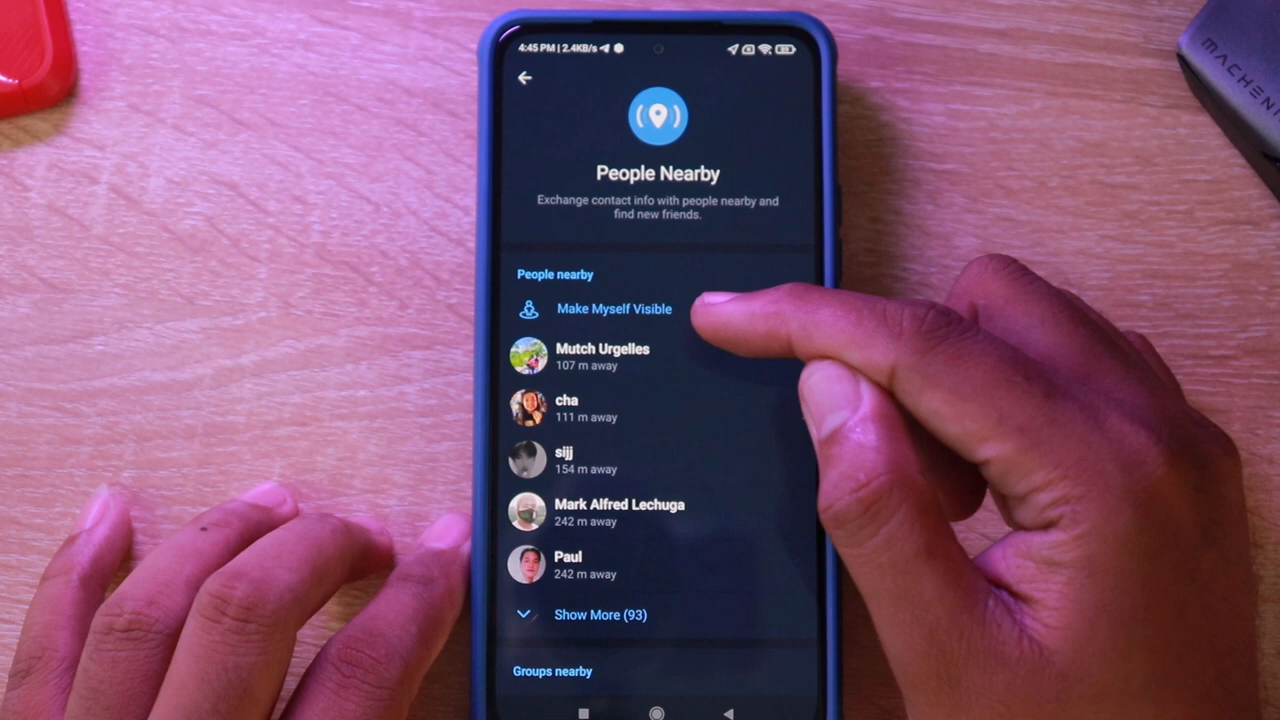 4:45 PM | 2.4KB/s
People Nearby
Exchange contact info with people nearby and
find new friends.
People nearby
Make Myself Visible
Mutch Urgelles
107 m away
cha
111 m away
sijj
154 m away
Mark Alfred Lechuga
242 m away
Paul
242 m away
Show More (93)
Groups nearby